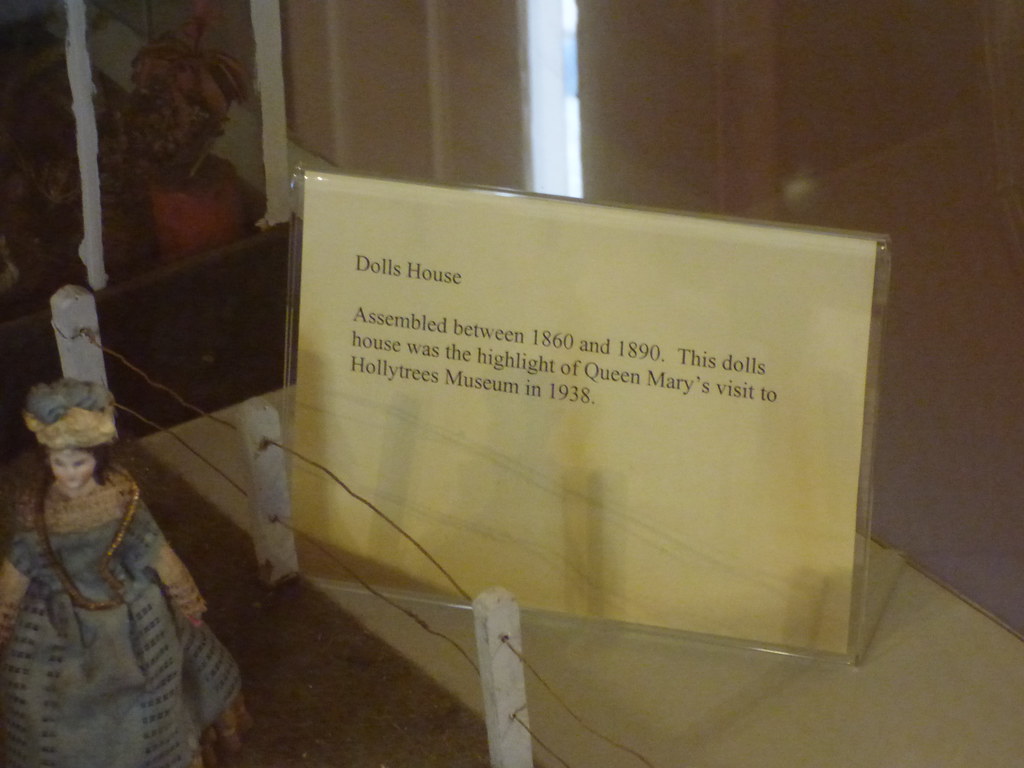 Dolls House
Assembled between 1860 and 1890.  This dolls
house was the highlight of Queen Mary's visit to
Hollytrees Museum in 1938.